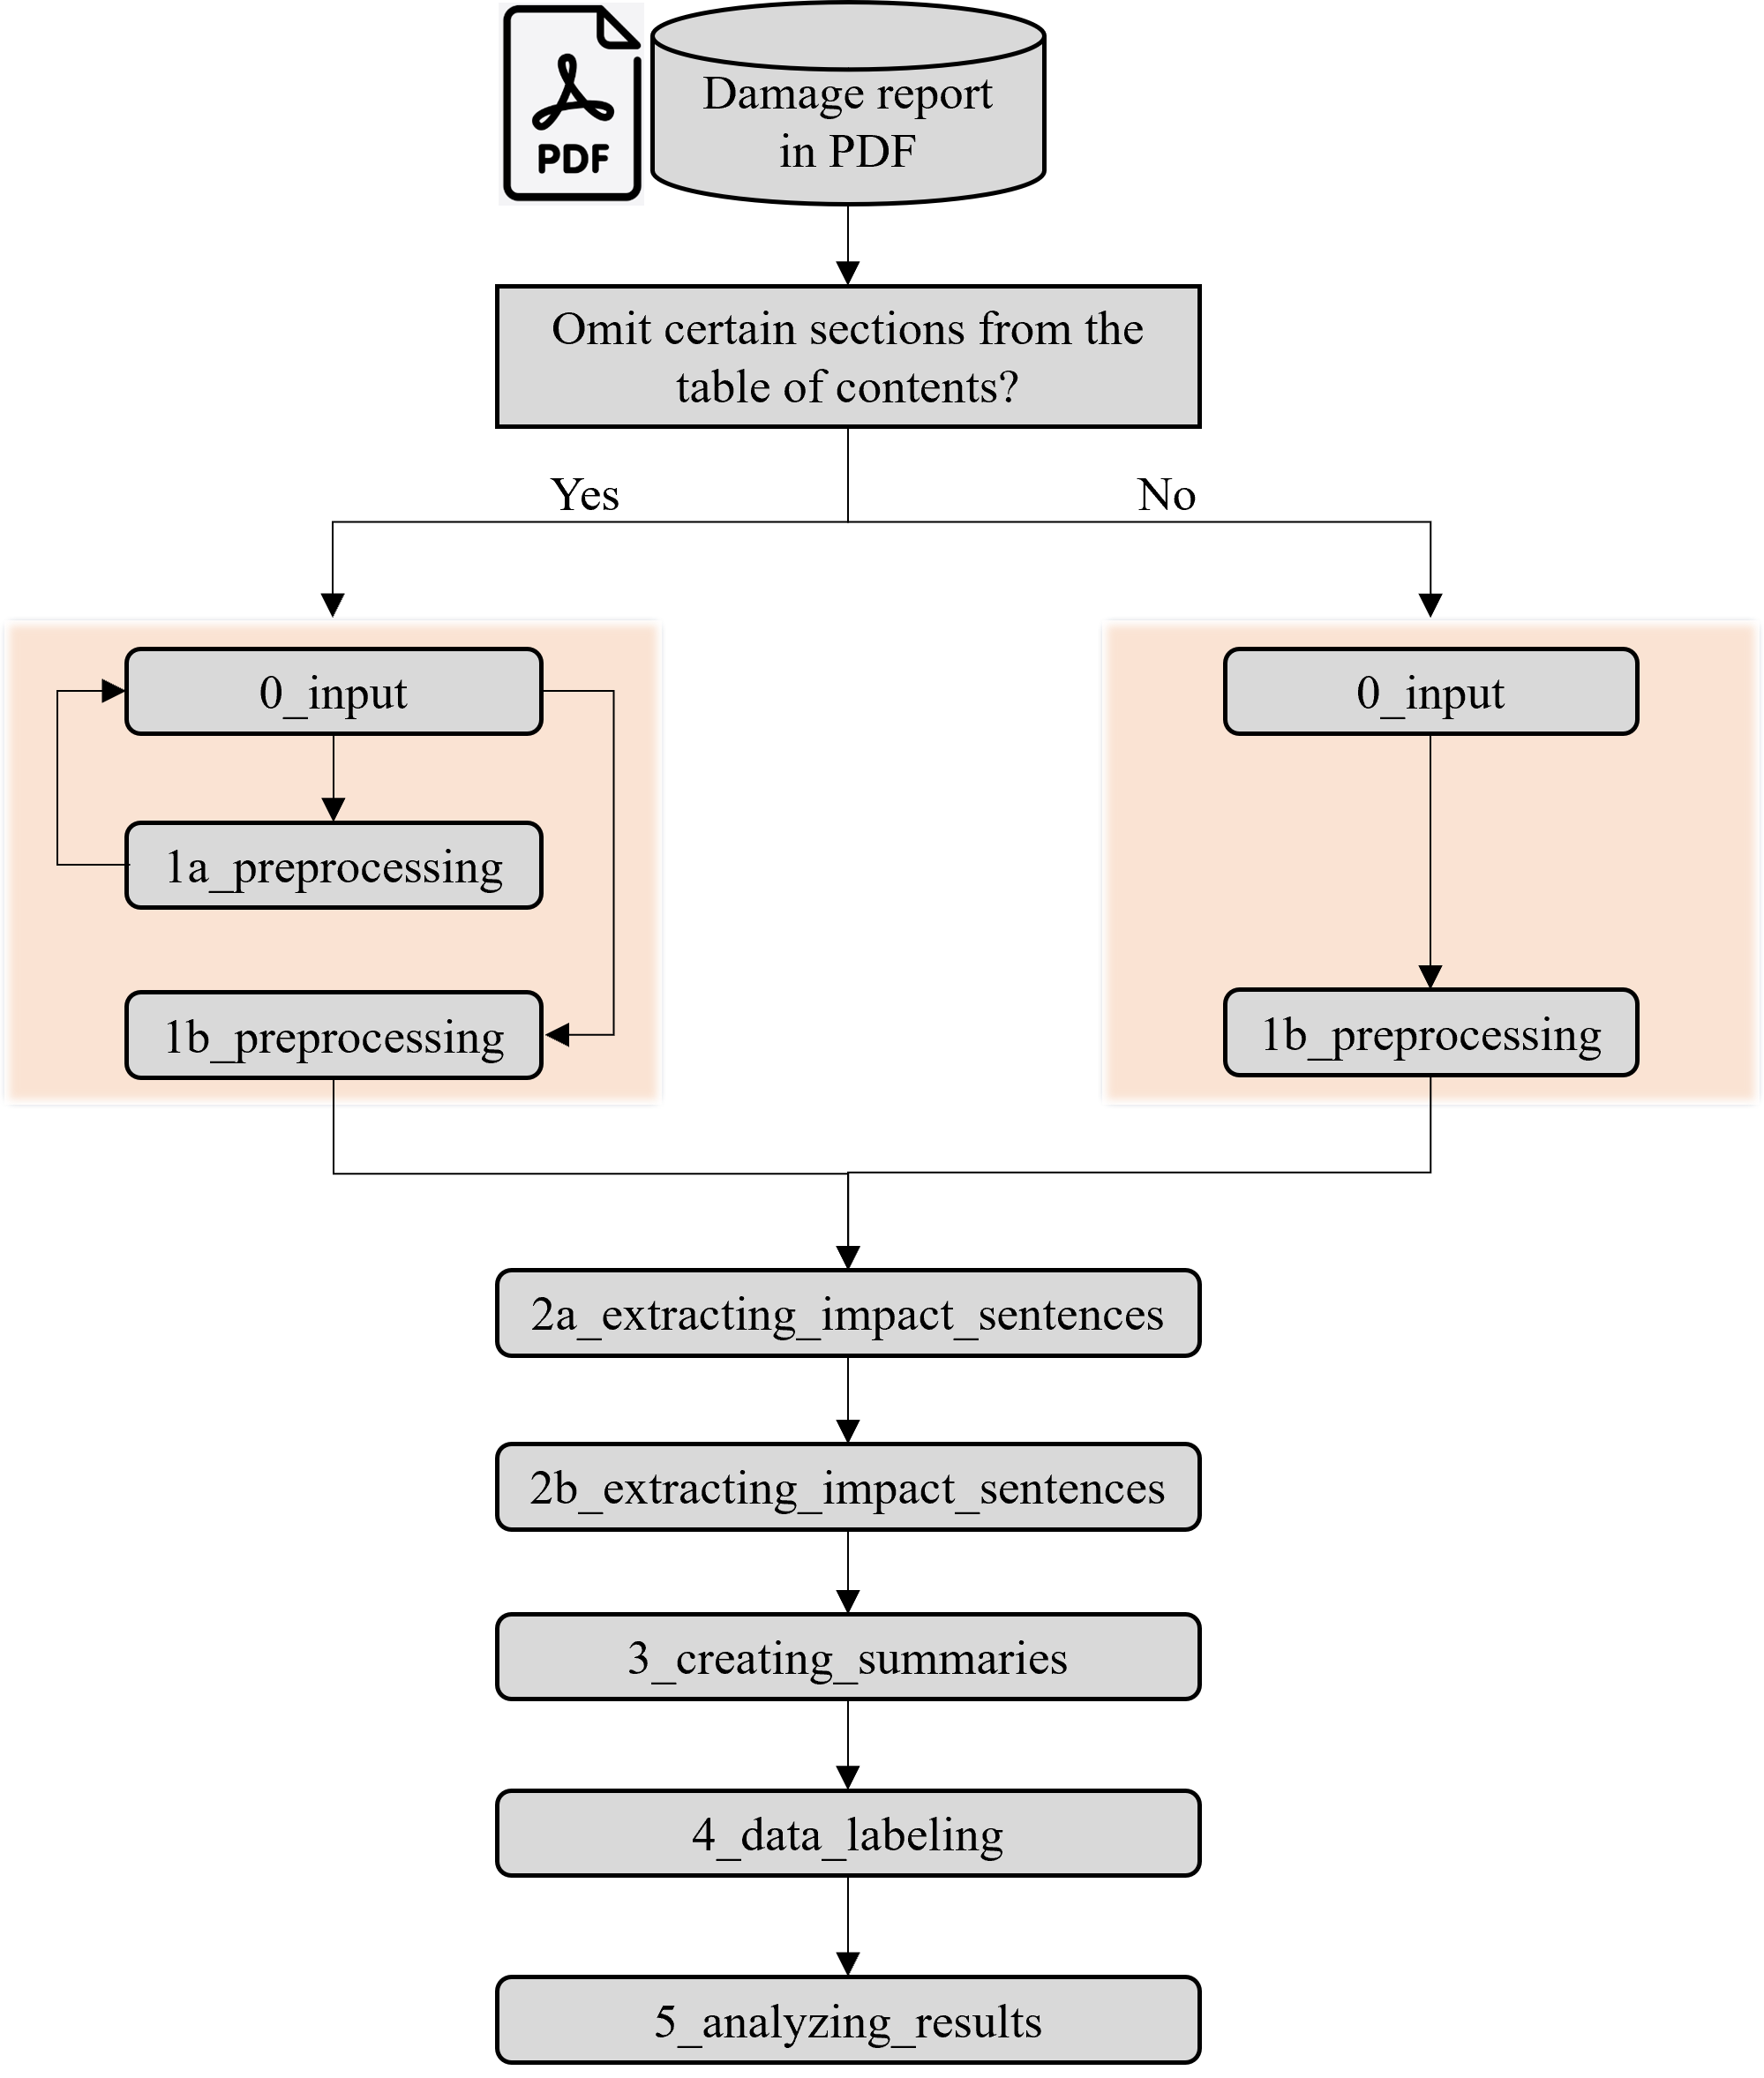 PDF
Damage report
in PDF
Omit certain sections from the
table of contents?
Yes
No
0_input
1a_preprocessing
1b_preprocessing
0_input
1b_preprocessing
2a_extracting_impact_sentences
2b_extracting_impact_sentences
3_creating_summaries
4_data_labeling
5_analyzing_results